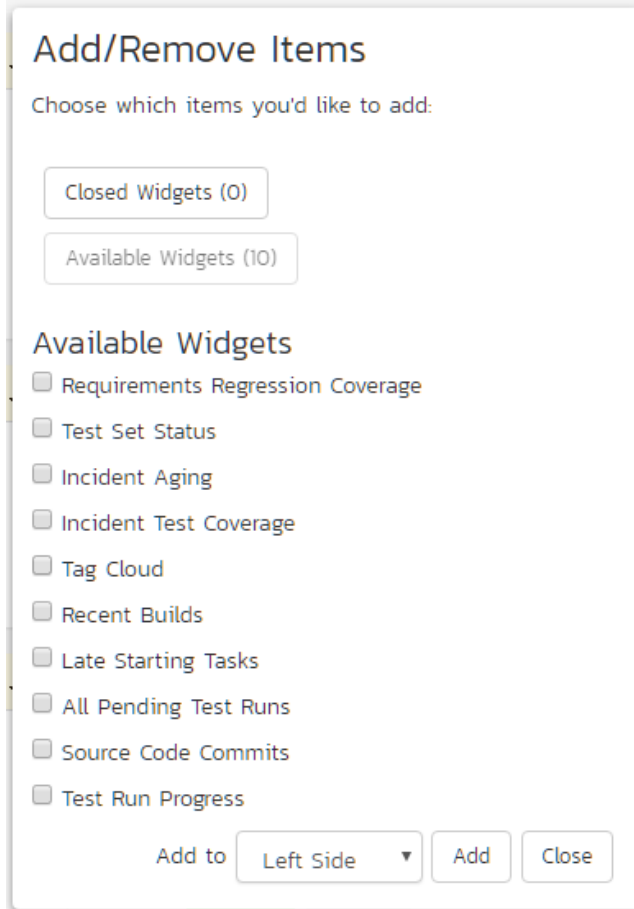 Add/Remove Items
Choose which items you'd like to add:
Closed Widgets (0)
Available Widgets (10)
Available Widgets
Requirements Regression Coverage
Test Set Status
Incident Aging
Incident Test Coverage
Tag Cloud
Recent Builds
Late Starting Tasks
All Pending Test Runs
Source Code Commits
Test Run Progress
Add to Left Side Add Close